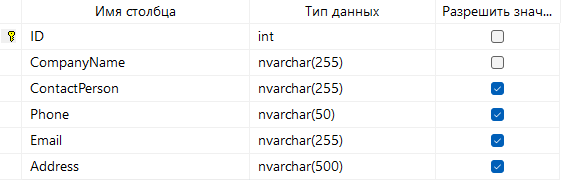 Имя столбца Тип данных Разрешить знач...
ID int
CompanyName nvarchar(255)
ContactPerson nvarchar(255)
Phone nvarchar(50)
Email nvarchar(255)
Address nvarchar(500)